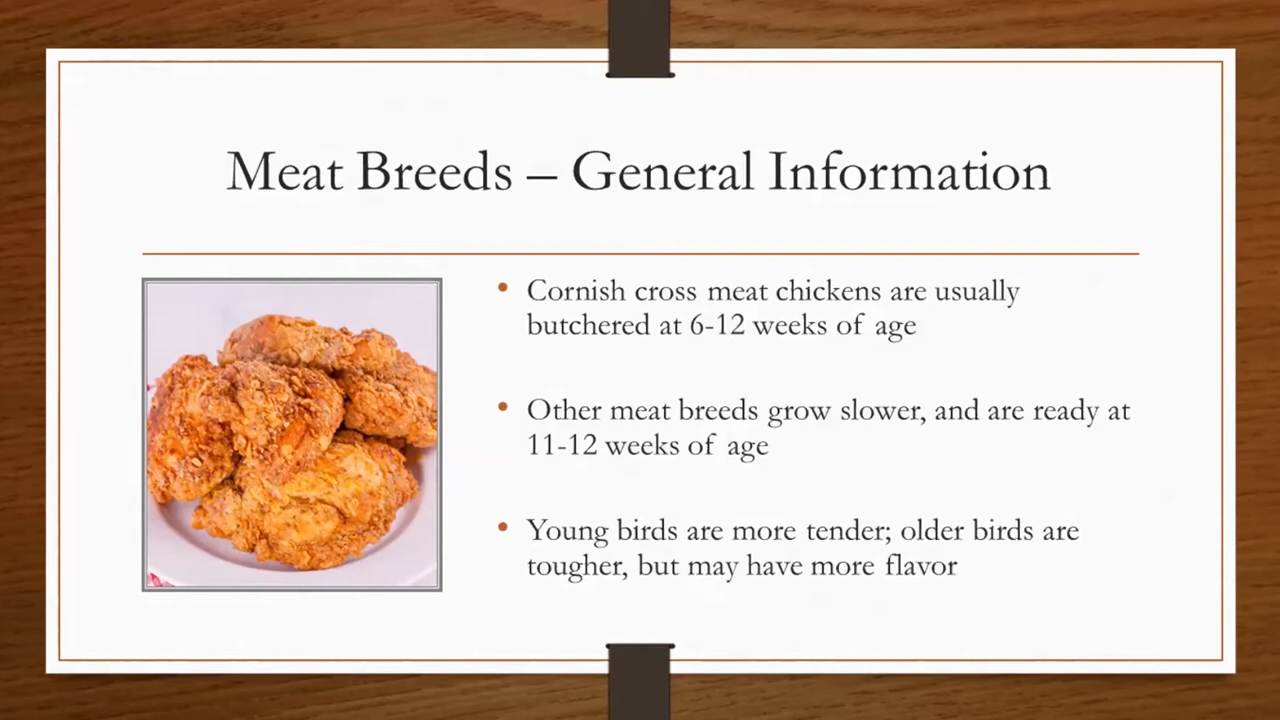 Meat Breeds – General Information
Cornish cross meat chickens are usually
butchered at 6-12 weeks of age
Other meat breeds grow slower, and are ready at
11-12 weeks of age
Young birds are more tender; older birds are
tougher, but may have more flavor